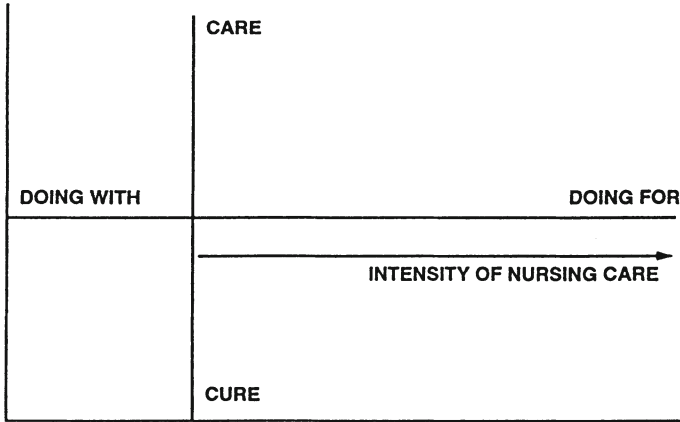 CARE
DOING WITH
DOING FOR
INTENSITY OF NURSING CARE
CURE